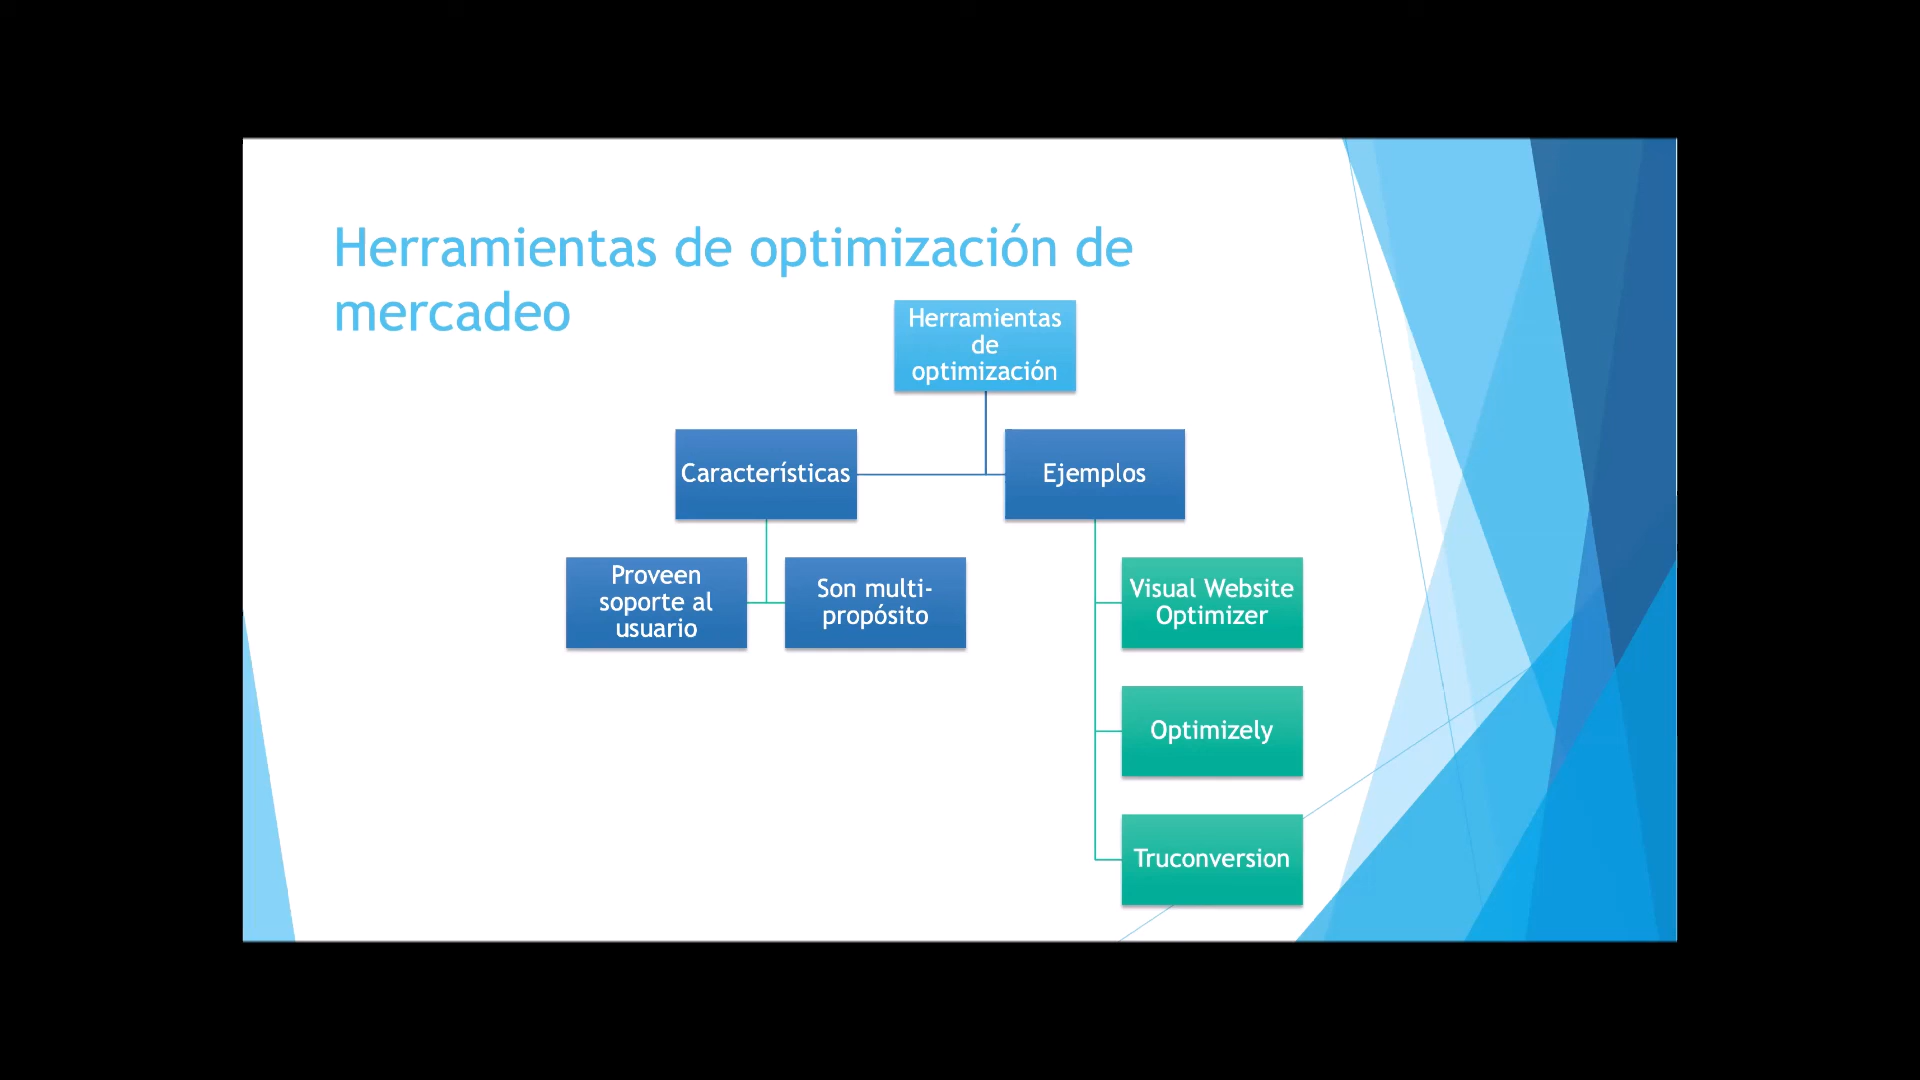 Herramientas de optimización de
mercadeo
Herramientas
de
optimización
Características
Ejemplos
Proveen
soporte al
usuario
Son multi-
propósito
Visual Website
Optimizer
Optimizely
Truconversion